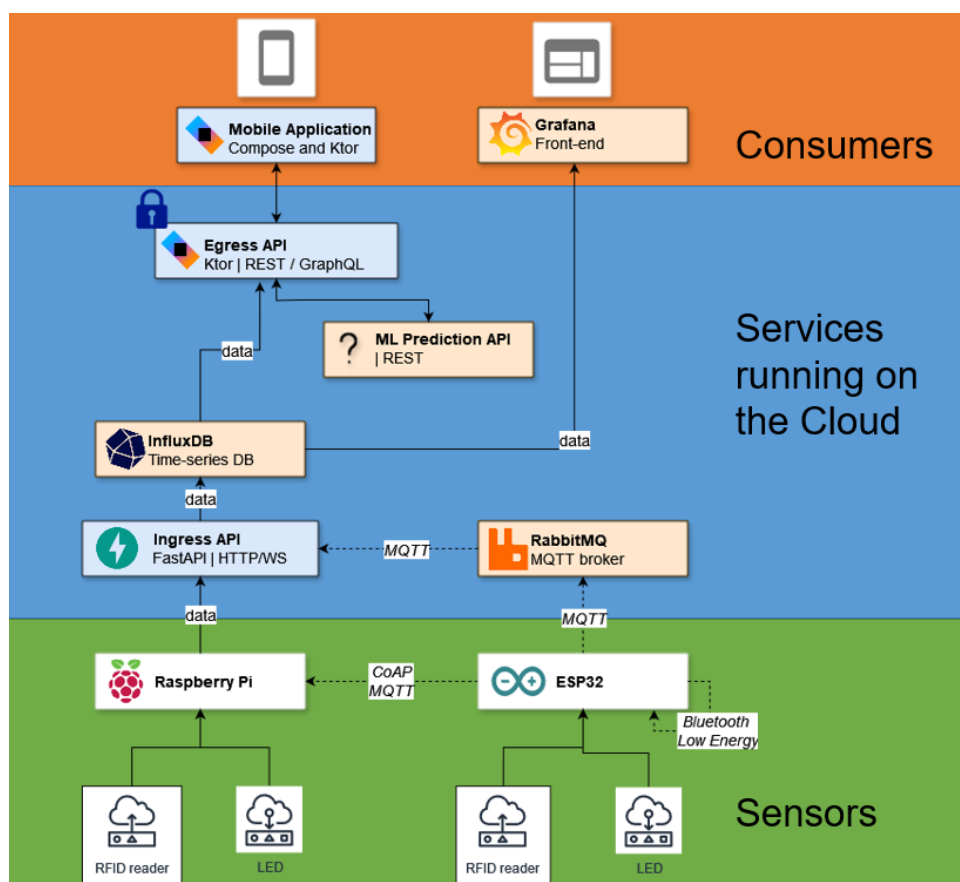 Mobile Application
Compose and Ktor
Grafana
Front-end
Consumers
Egress API
Ktor | REST / GraphQL
?
ML Prediction API
| REST
data
Services
running on
the Cloud
InfluxDB
Time-series DB
data
data
Ingress API
FastAPI | HTTP/WS
MQTT
RabbitMQ
MQTT broker
data
MQTT
Raspberry Pi
CoAP
MQTT
ESP32
Bluetooth
Low Energy
Sensors
RFID reader
LED
RFID reader
LED